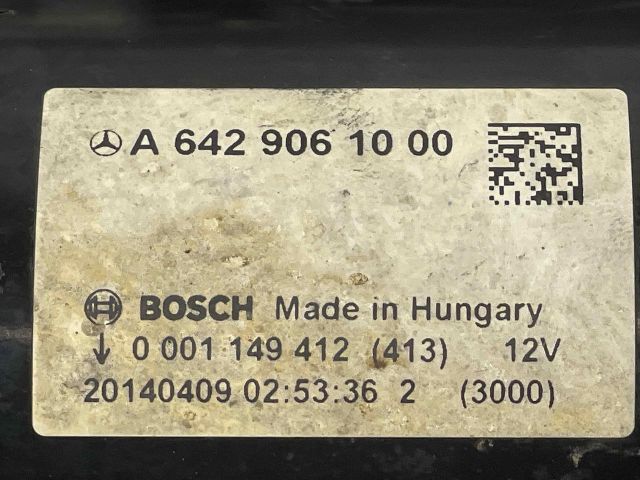 A 642 906 10 00
BOSCH Made in Hungary
0 001 149 412 (413) 12V
20140409 02:53:36 2 (3000)